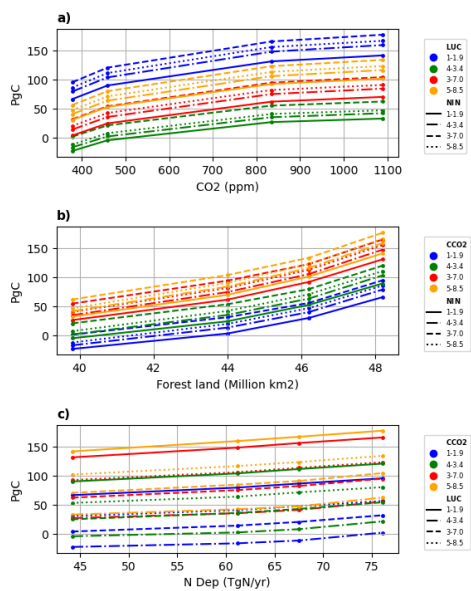 a)
PgC
150
100
50
0
400 500 600 700 800 900 1000 1100
CO2 (ppm)
LUC
1-1.9
4-3.4
3-7.0
5-8.5
NIN
1-1.9
4-3.4
3-7.0
5-8.5
b)
PgC
150
100
50
0
40 42 44 46 48
Forest land (Million km2)
CCO2
1-1.9
4-3.4
3-7.0
5-8.5
NIN
1-1.9
4-3.4
3-7.0
5-8.5
c)
PgC
150
100
50
0
45 50 55 60 65 70 75
N Dep (TgN/yr)
CCO2
1-1.9
4-3.4
3-7.0
5-8.5
LUC
1-1.9
4-3.4
3-7.0
5-8.5